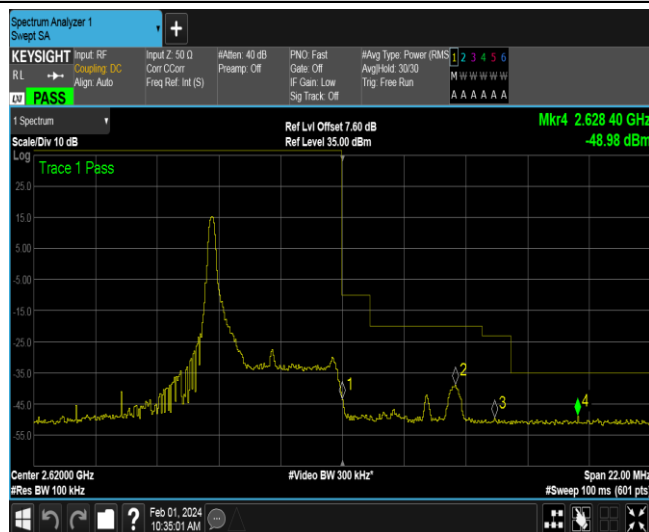 Spectrum Analyzer 1
Swept SA
+
KEYSIGHT Input: RF Input Z: 50 Ω #Atten: 40 dB PNO: Fast #Avg Type: Power (RMS 1 2 3 4 5 6
RL Coupling: DC Corr CCorr Preamp: Off Gate: Off Avg|Hold: 30/30 M W W W W W
Align: Auto Freq Ref: Int (S) IF Gain: Low Trig: Free Run
LXI PASS Sig Track: Off A A A A A A
1 Spectrum Ref Lvl Offset 7.60 dB Mkr4 2.628 40 GHz
Scale/Div 10 dB Ref Level 35.00 dBm -48.98 dBm
Log
Trace 1 Pass
25.0
15.0
5.00
-5.00
-15.0
-25.0
-35.0
1 2 3 4
-45.0
-55.0
Center 2.62000 GHz #Video BW 300 kHz* Span 22.00 MHz
#Res BW 100 kHz #Sweep 100 ms (601 pts)
? Feb 01, 2024
10:35:01 AM